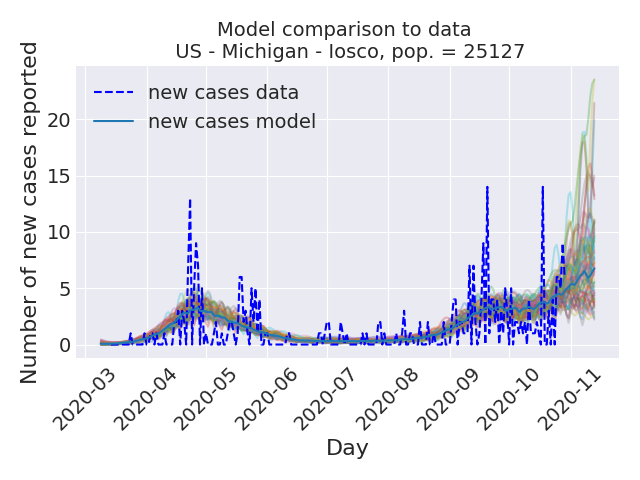 Model comparison to data
US - Michigan - Iosco, pop. = 25127
Number of new cases reported
new cases data
new cases model
20
15
10
5
0
2020-03
2020-04
2020-05
2020-06
2020-07
2020-08
2020-09
2020-10
2020-11
Day